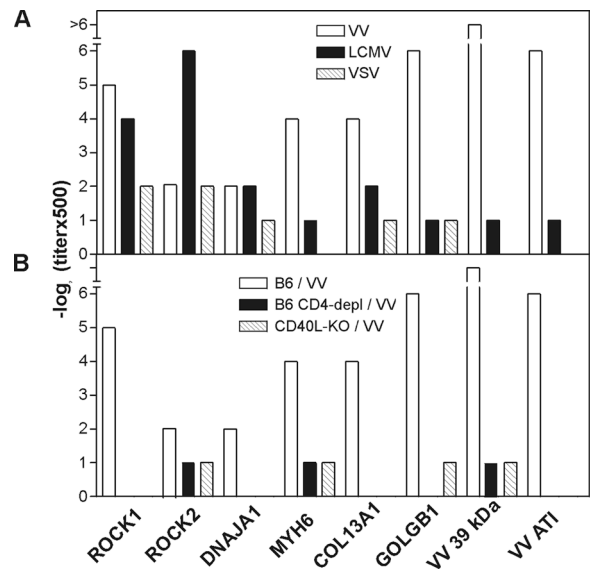 A
>6
6
5
4
3
2
1
0
VV
LCMV
VSV
-log (titerx500)
B
6
5
4
3
2
1
0
B6 / VV
B6 CD4-depl / VV
CD40L-KO / VV
ROCK1
ROCK2
DNAJA1
MYH6
COL13A1
GOLGB1
VV 39 kDa
VV ATI